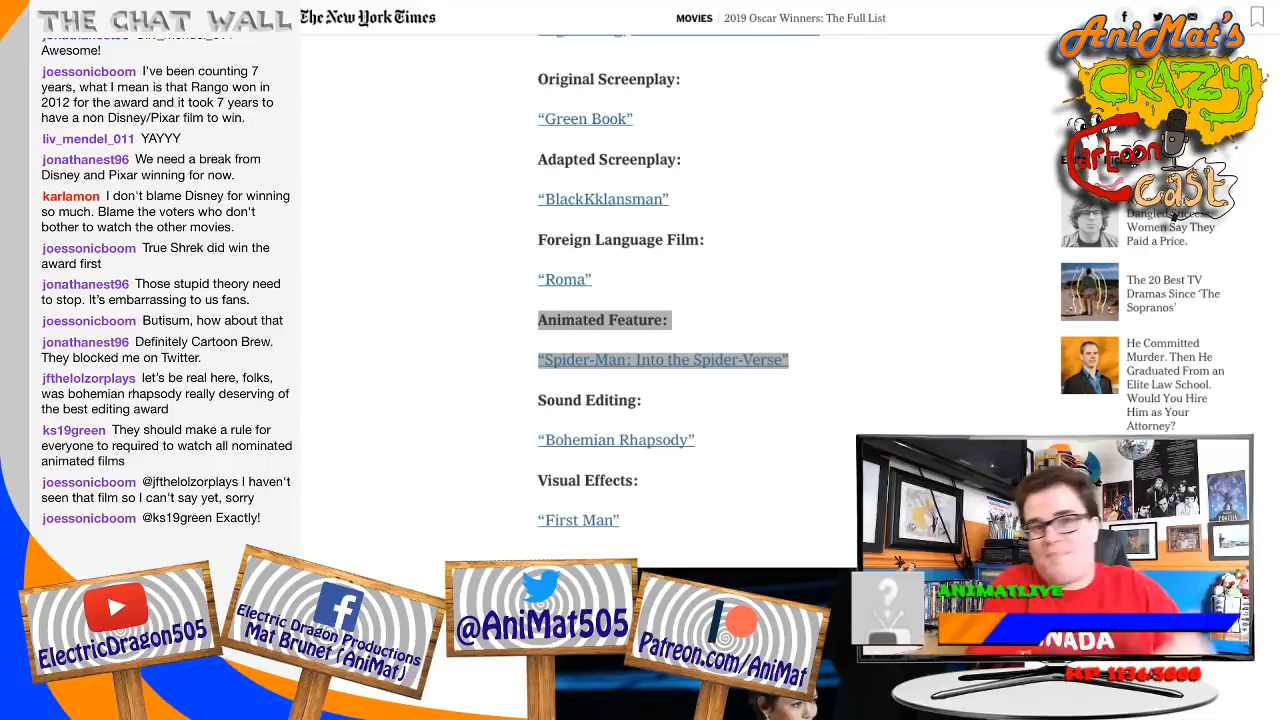 THE CHAT WALL
Awesome!
joessonicboom I've been counting 7
years, what I mean is that Rango won in
2012 for the award and it took 7 years to
have a non Disney/Pixar film to win.
liv_mendel_011 YAYYY
jonathanest96 We need a break from
Disney and Pixar winning for now.
karlamon I don't blame Disney for winning
so much. Blame the voters who don't
bother to watch the other movies.
joessonicboom True Shrek did win the
award first
jonathanest96 Those stupid theory need
to stop. It's embarrassing to us fans.
joessonicboom Butisum, how about that
jonathanest96 Definitely Cartoon Brew.
They blocked me on Twitter.
jfthelolzorplays let's be real here, folks,
was bohemian rhapsody really deserving of
the best editing award
ks19green They should make a rule for
everyone to required to watch all nominated
animated films
joessonicboom @jfthelolzorplays I haven't
seen that film so I can't say yet, sorry
joessonicboom @ks19green Exactly!
The New York Times
MOVIES 2019 Oscar Winners: The Full List
Original Screenplay:
“Green Book”
Adapted Screenplay:
“BlacKkKlansman”
Foreign Language Film:
“Roma”
Animated Feature:
“Spider-Man: Into the Spider-Verse”
Sound Editing:
“Bohemian Rhapsody”
Visual Effects:
“First Man”
AniMat's
CRAZY
Cartoon
Cast
Women Say They
Paid a Price.
The 20 Best TV
Dramas Since ‘The
Sopranos’
He Committed
Murder. Then He
Graduated From an
Elite Law School.
Would You Hire
Him as Your
Attorney?
ANIMATLIVE
CANADA
HP 1136/5000
ElectricDragon505
Electric Dragon Productions
Mat Brunet (AniMat)
@AniMat505
Patreon.com/AniMat